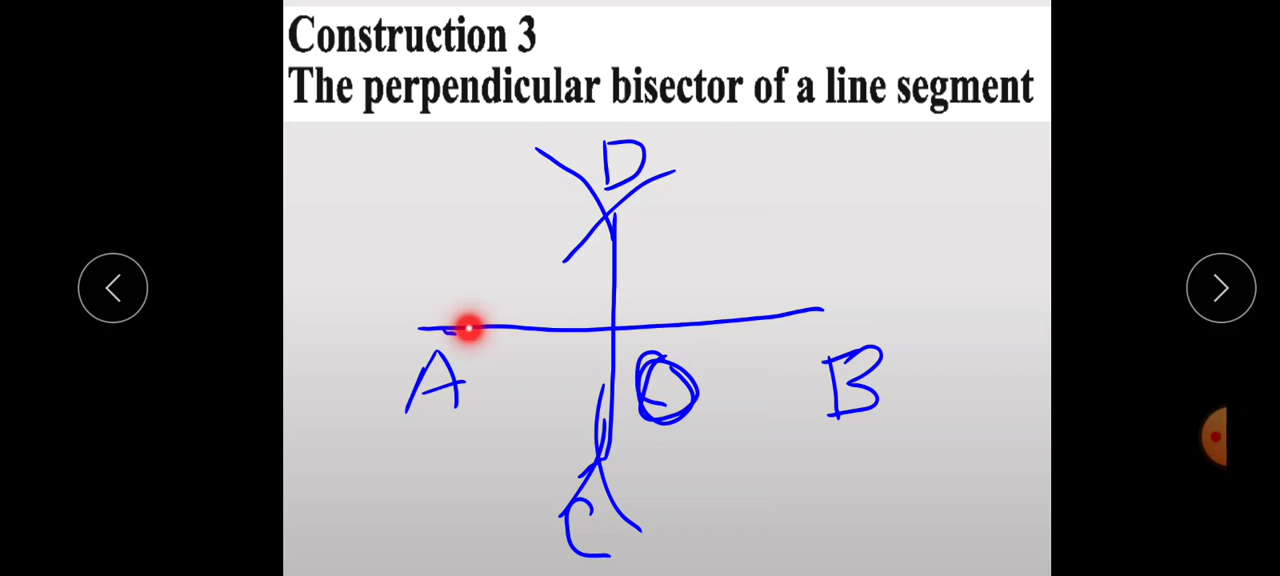 Construction 3
The perpendicular bisector of a line segment
D
A
O
B
C